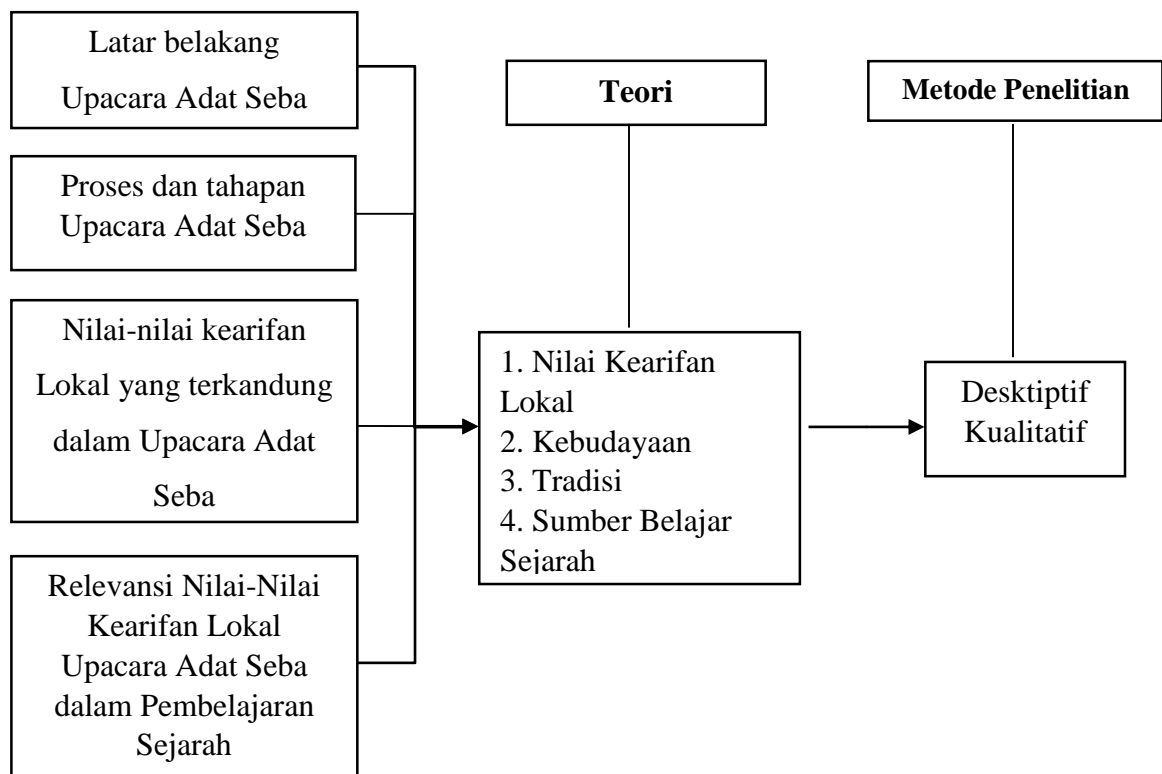 Latar belakang
Upacara Adat Seba
Proses dan tahapan
Upacara Adat Seba
Nilai-nilai kearifan
Lokal yang terkandung
dalam Upacara Adat
Seba
Relevansi Nilai-Nilai
Kearifan Lokal
Upacara Adat Seba
dalam Pembelajaran
Sejarah
Teori
1. Nilai Kearifan
Lokal
2. Kebudayaan
3. Tradisi
4. Sumber Belajar
Sejarah
Metode Penelitian
Desktiptif
Kualitatif